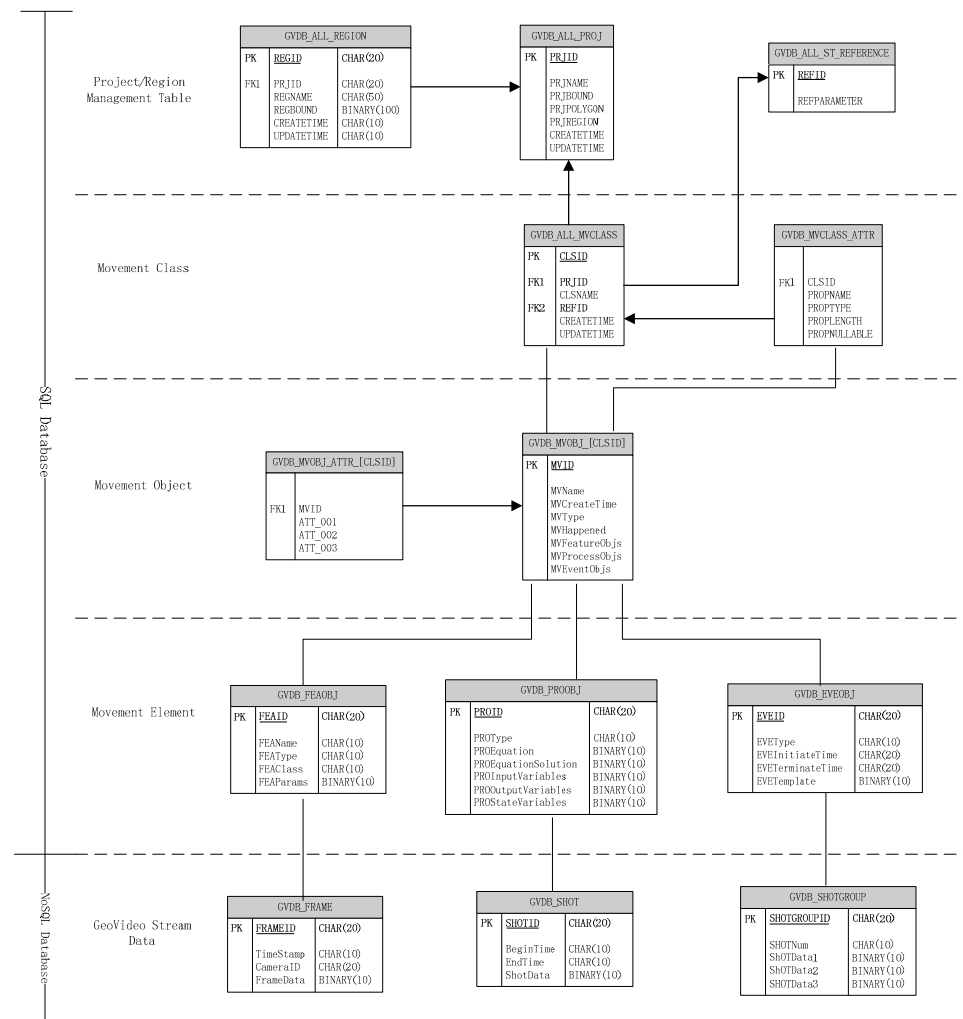 GVDB_ALL_REGION
PK REGID CHAR(20)
FK1 PRJID CHAR(20)
REGNAME CHAR(50)
REGBOUND BINARY(100)
CREATETIME CHAR(10)
UPDATETIME CHAR(10)
GVDB_ALL_PROJ
PK PRJID
PRJNAME
PRJBOUND
PRJPOLYGON
PRJREGION
CREATETIME
UPDATETIME
GVDB_ALL_ST_REFERENCE
PK REFID
REFPARAMETER
Project/Region
Management Table
Movement Class
GVDB_ALL_MVCLASS
PK CLSID
FK1 PRJID
CLSNAME
FK2 REFID
CREATETIME
UPDATETIME
GVDB_MVCLASS_ATTR
FK1 CLSID
PROPNAME
PROPTYPE
PROPLENGTH
PROPNULLABLE
SQL Database
Movement Object
GVDB_MVOBJ_ATTR_[CLSID]
FK1 MVID
ATT_001
ATT_002
ATT_003
GVDB_MVOBJ_[CLSID]
PK MVID
MVName
MVCreateTime
MVType
MVHappened
MVFeatureObjs
MVProcessObjs
MVEventObjs
Movement Element
GVDB_FEAOBJ
PK FEAID CHAR(20)
FEAName CHAR(10)
FEAType CHAR(10)
FEAClass CHAR(10)
FEAParams BINARY(10)
GVDB_PROOBJ
PK PROID CHAR(20)
PROType CHAR(10)
PROEquation BINARY(10)
PROEquationSolution BINARY(10)
PROInputVariables BINARY(10)
PROOutputVariables BINARY(10)
PROStateVariables BINARY(10)
GVDB_EVEOBJ
PK EVEID CHAR(20)
EVEType CHAR(10)
EVEInitiateTime CHAR(20)
EVETerminateTime CHAR(20)
EVETemplate BINARY(10)
NoSQL Database
GeoVideo Stream
Data
GVDB_FRAME
PK FRAMEID CHAR(20)
TimeStamp CHAR(10)
CameraID CHAR(20)
FrameData BINARY(10)
GVDB_SHOT
PK SHOTID CHAR(20)
BeginTime CHAR(10)
EndTime CHAR(10)
ShotData BINARY(10)
GVDB_SHOTGROUP
PK SHOTGROUPID CHAR(20)
SHOTNum CHAR(10)
ShOTData1 BINARY(10)
ShOTData2 BINARY(10)
SHOTData3 BINARY(10)